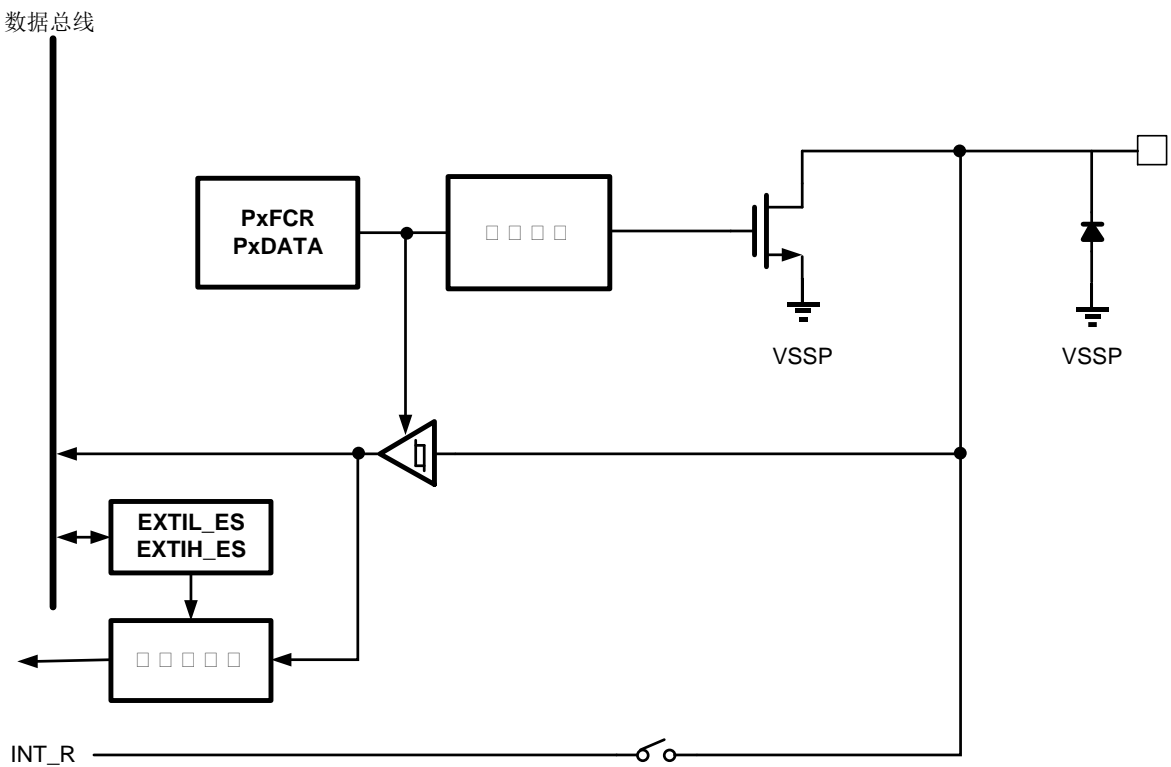 数据总线
PxFCR
PxDATA
VSSP
VSSP
EXTIL_ES
EXTIH_ES
INT_R